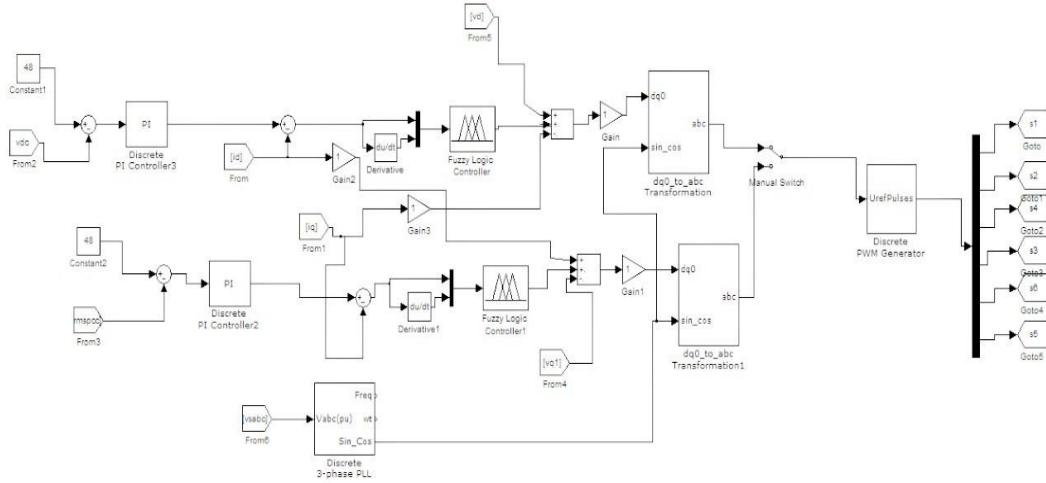 [vd]
From5
48
Constant1
vdc
From2
+
-
PI
Discrete
PI Controller3
-
[id]
From
1
Gain2
du/dt
Derivative
Fuzzy Logic
Controller
+
+
-
1
Gain
dq0
sin_cos
abc
dq0_to_abc
Transformation
Manual Switch
Uref
Pulses
Discrete
PWM Generator
s1
Goto
s2
Goto1
s4
Goto2
s3
Goto3
s6
Goto4
s5
Goto5
[iq]
From1
1
Gain3
48
Constant2
rmspcc]
From3
+
-
PI
Discrete
PI Controller2
+
-
du/dt
Derivative1
Fuzzy Logic
Controller1
+
+
-
1
Gain1
dq0
sin_cos
abc
dq0_to_abc
Transformation1
[vq1]
From4
[vsabc]
From6
Vabc(pu)
Freq
wt
Sin_Cos
Discrete
3-phase PLL